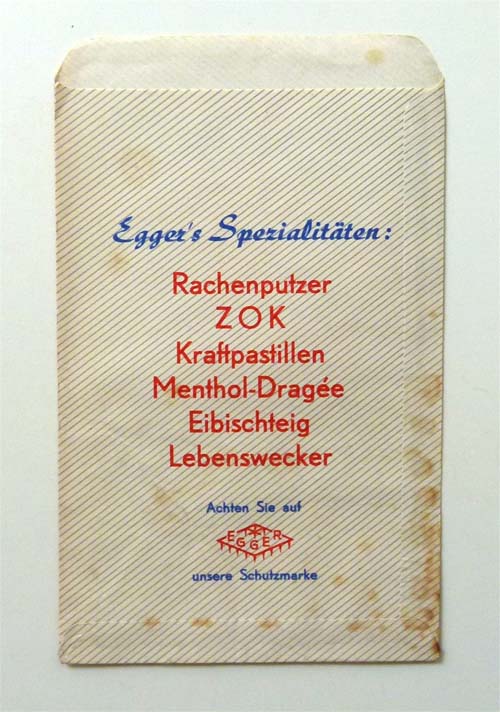 Egger's Spezialitäten:
Rachenputzer
ZOK
Kraftpastillen
Menthol-Dragée
Eibischteig
Lebenswecker
Achten Sie auf
EGGER
unsere Schutzmarke